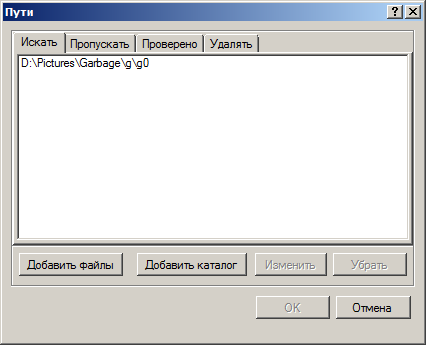 Пути
Искать Пропускать Проверено Удалять
D:\Pictures\Garbage\g\g0
Добавить файлы Добавить каталог Изменить Убрать
OK Отмена